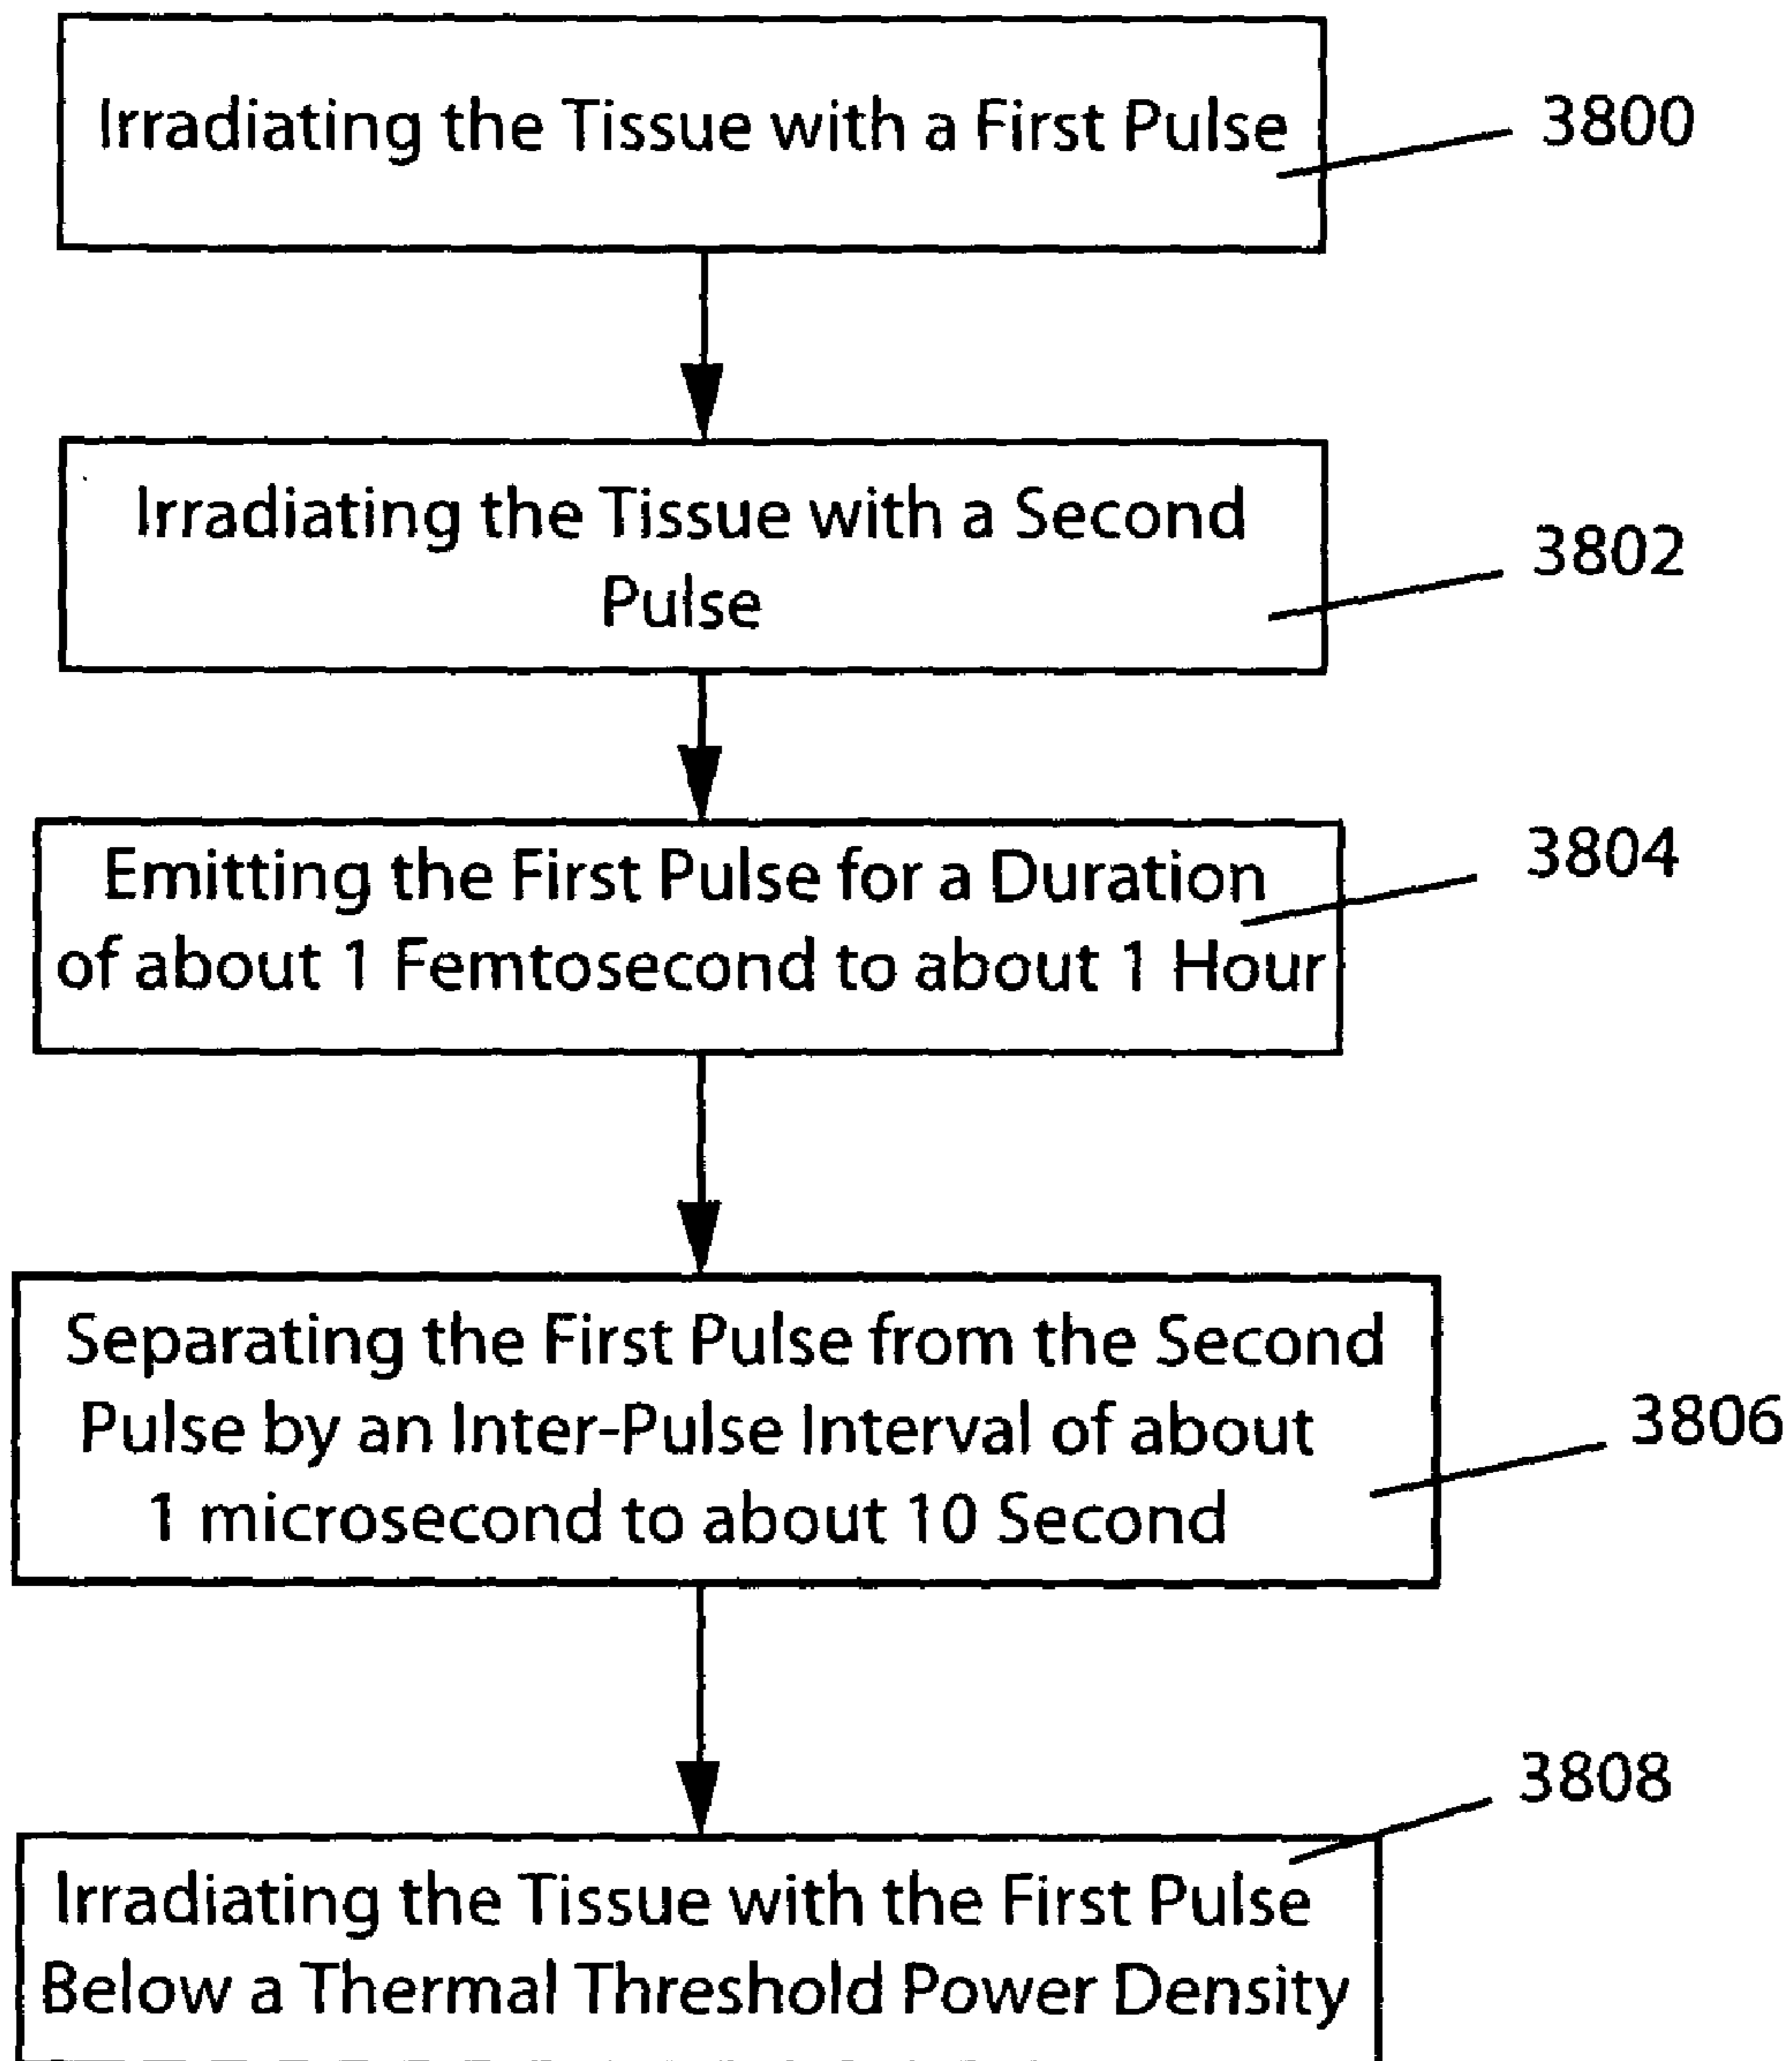 Irradiating the Tissue with a First Pulse
3800
Irradiating the Tissue with a Second
Pulse
3802
Emitting the First Pulse for a Duration
of about 1 Femtosecond to about 1 Hour
3804
Separating the First Pulse from the Second
Pulse by an Inter-Pulse Interval of about
1 microsecond to about 10 Second
3806
Irradiating the Tissue with the First Pulse
Below a Thermal Threshold Power Density
3808